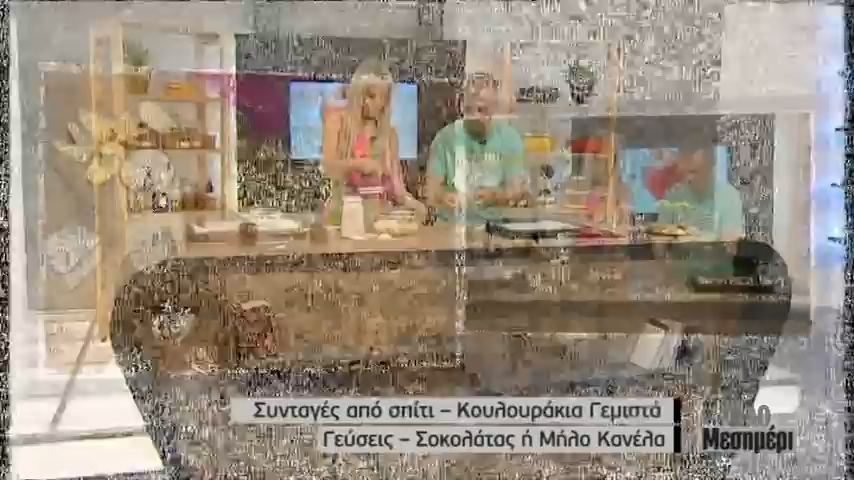 Συνταγές από σπίτι – Κουλουράκια Γεμιστά
Γεύσεις – Σοκολάτας ή Μήλο Κανέλα
Μεσημέρι